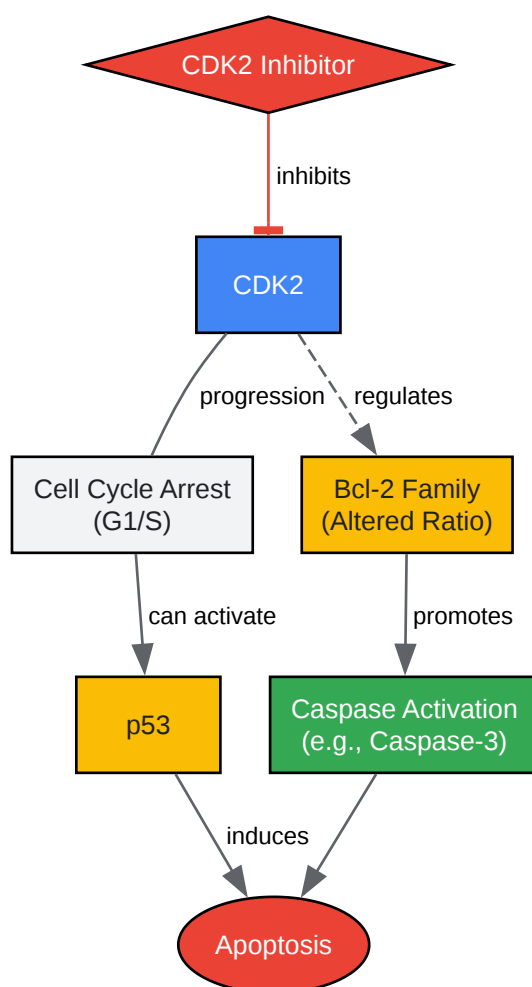 CDK2 Inhibitor
inhibits
CDK2
progression
regulates
Cell Cycle Arrest
(G1/S)
Bcl-2 Family
(Altered Ratio)
can activate
promotes
p53
Caspase Activation
(e.g., Caspase-3)
induces
Apoptosis